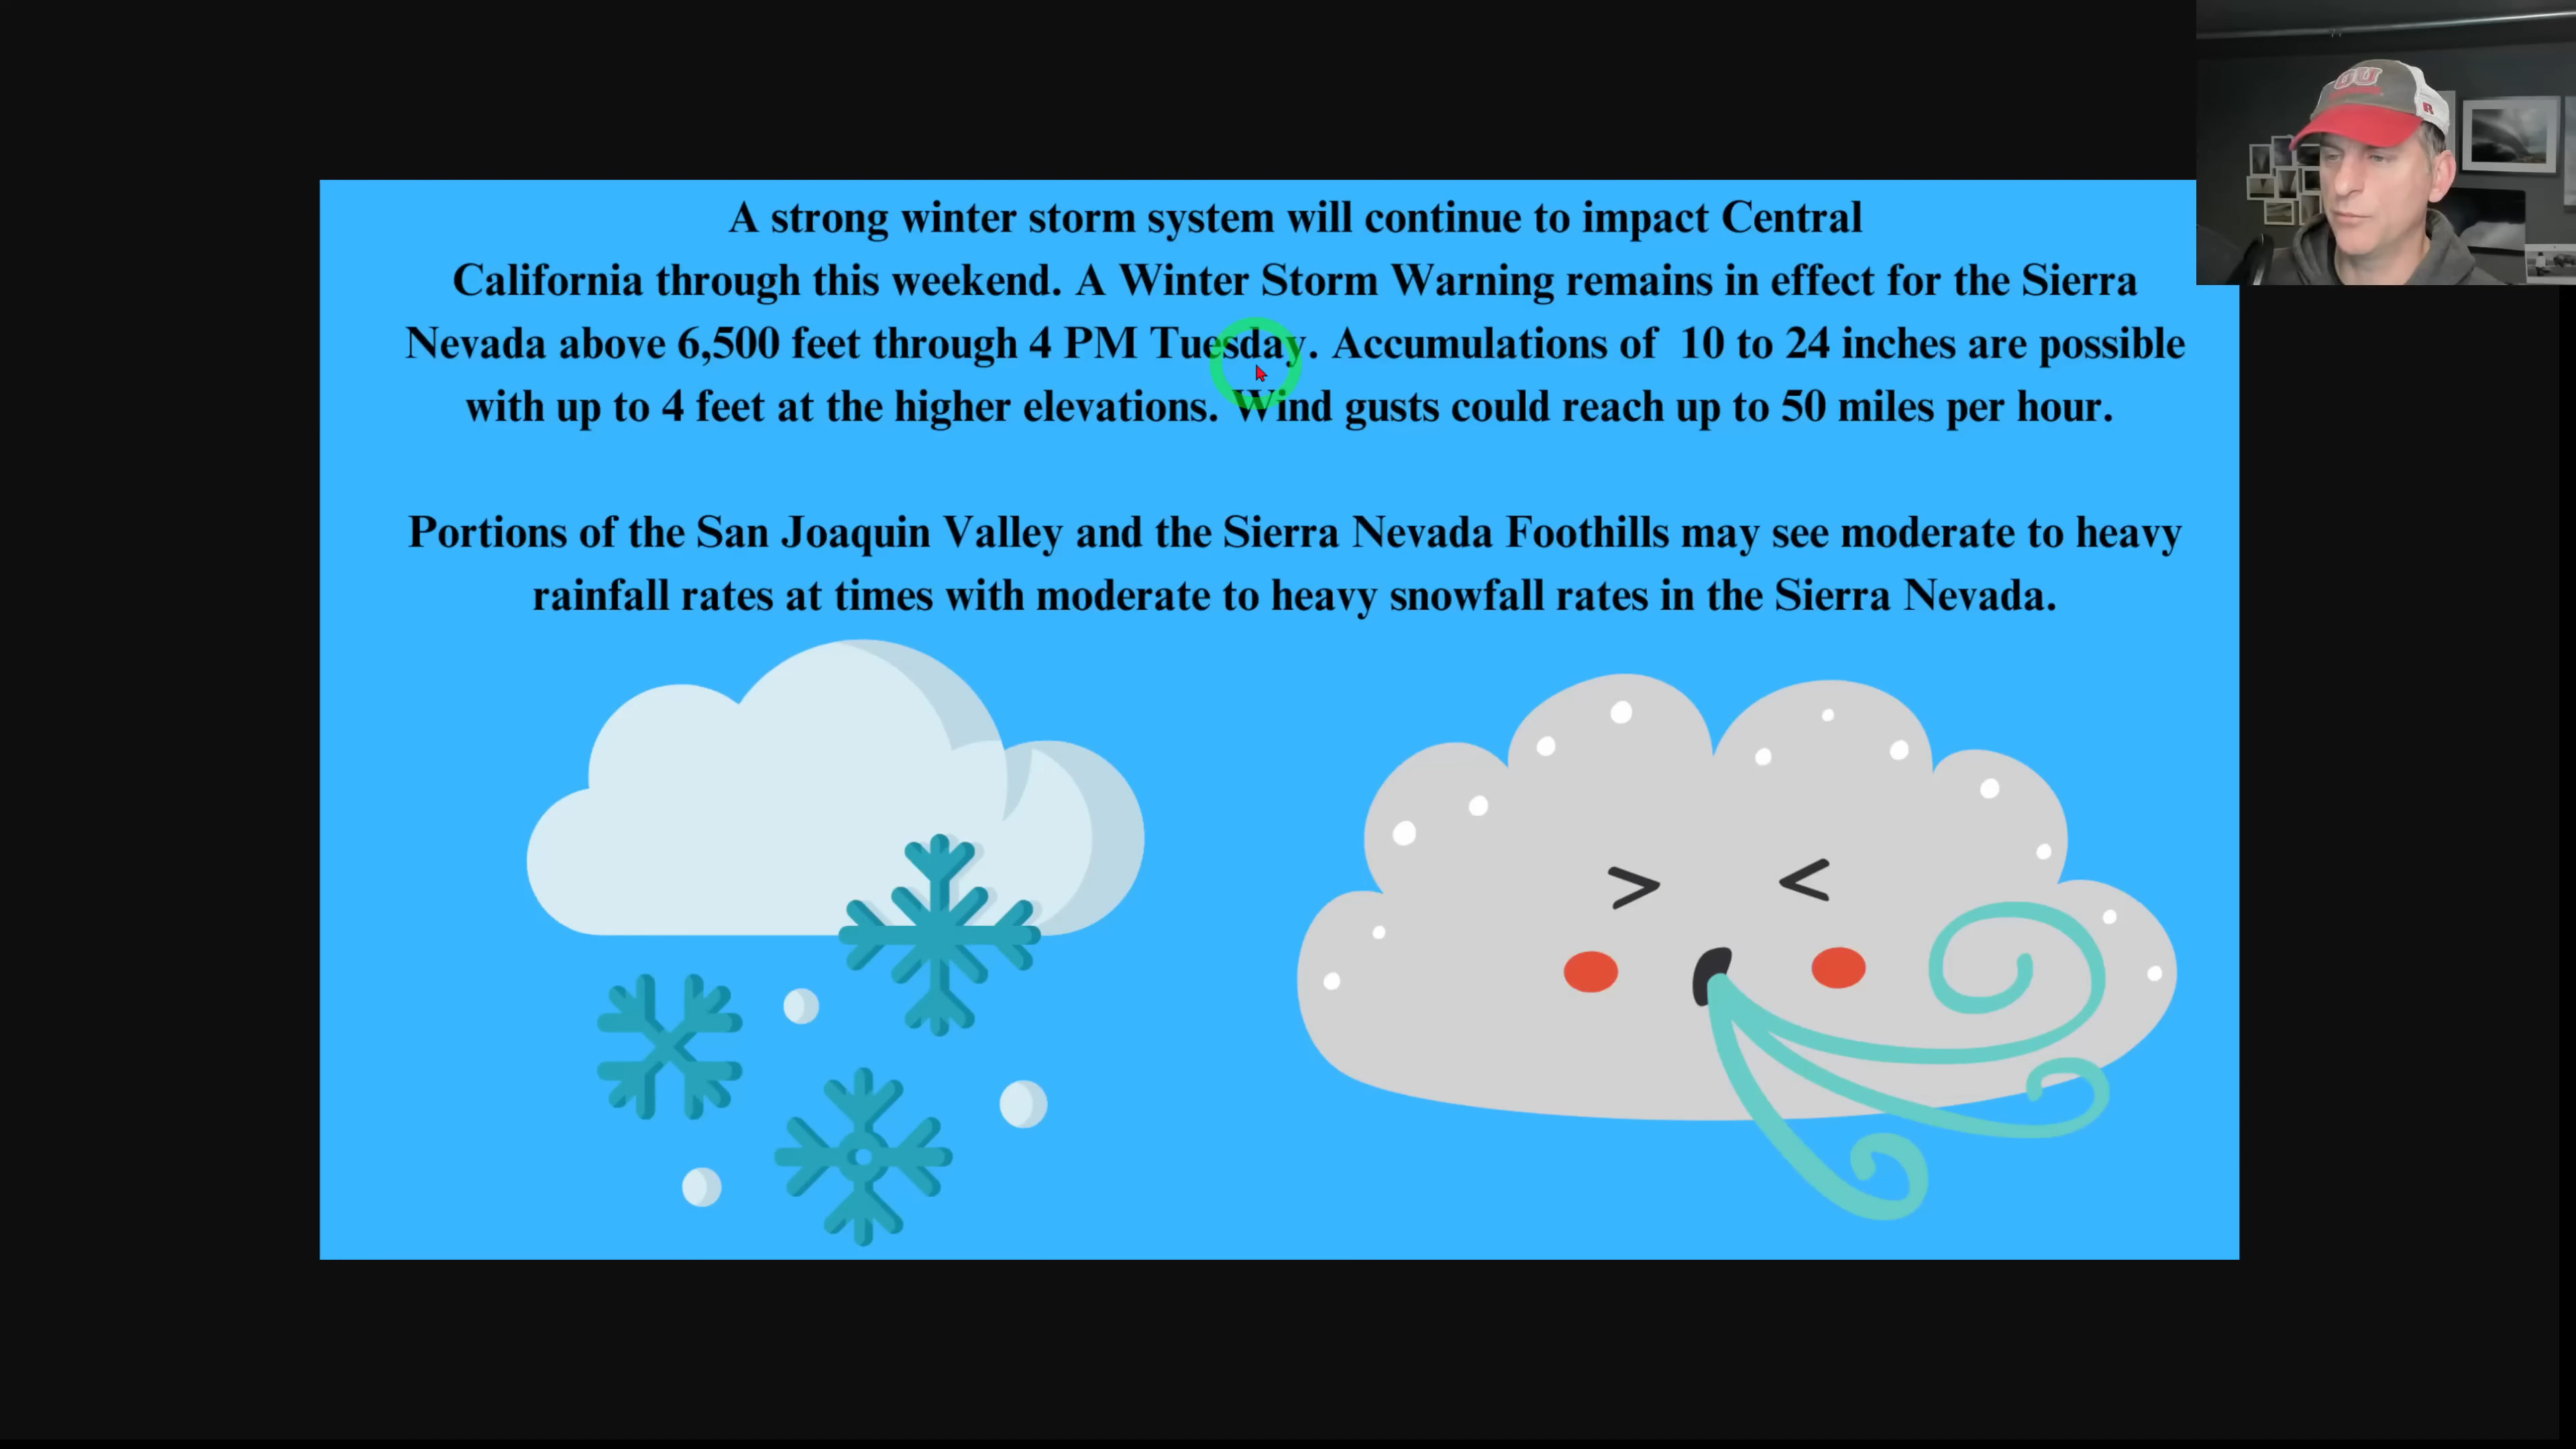 A strong winter storm system will continue to impact Central
California through this weekend. A Winter Storm Warning remains in effect for the Sierra
Nevada above 6,500 feet through 4 PM Tuesday. Accumulations of 10 to 24 inches are possible
with up to 4 feet at the higher elevations. Wind gusts could reach up to 50 miles per hour.
Portions of the San Joaquin Valley and the Sierra Nevada Foothills may see moderate to heavy
rainfall rates at times with moderate to heavy snowfall rates in the Sierra Nevada.
OU